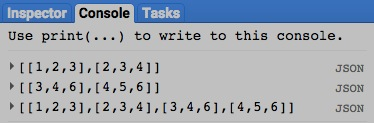 Inspector Console Tasks
Use print(...) to write to this console.
[[1,2,3],[2,3,4]] JSON
[[3,4,6],[4,5,6]] JSON
[[1,2,3],[2,3,4],[3,4,6],[4,5,6]] JSON